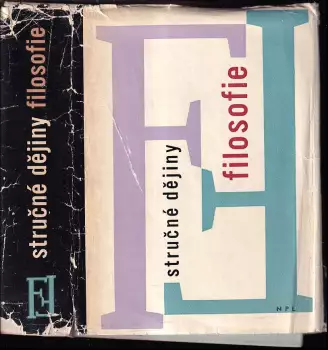 stručné dějiny filosofie
stručné dějiny
filosofie
NPL